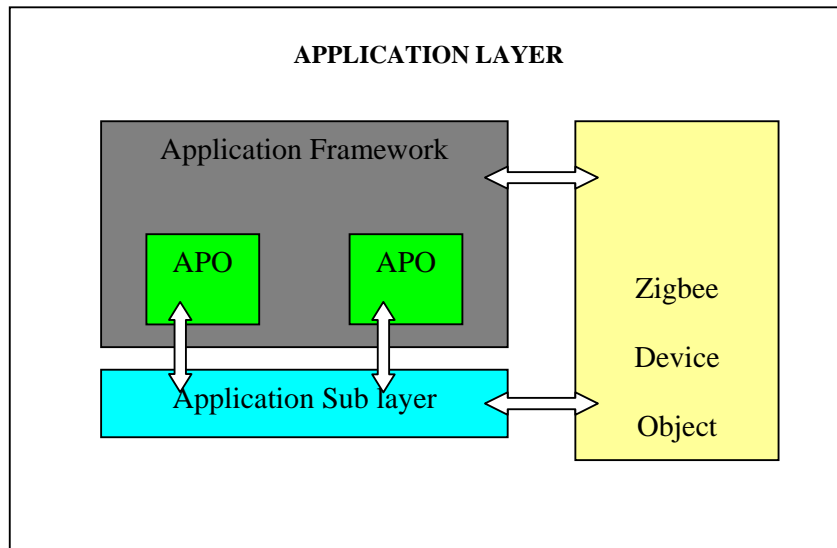 APPLICATION LAYER
Application Framework
APO
APO
Application Sub layer
Zigbee
Device
Object